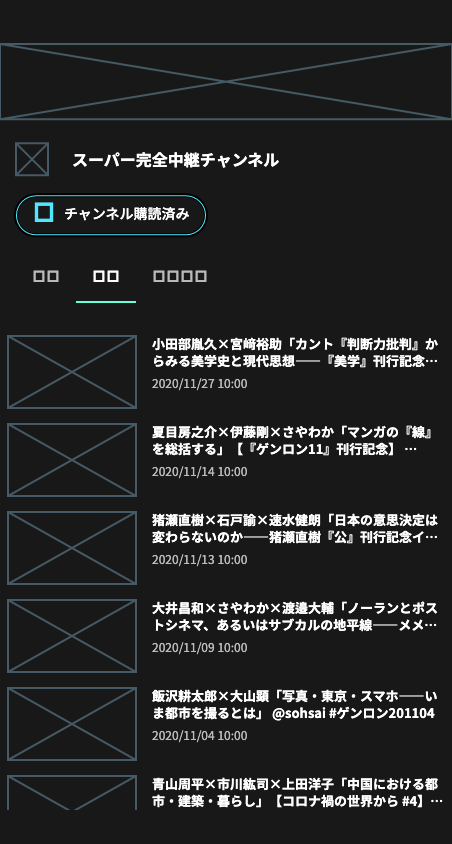 スーパー完全中継チャンネル
チャンネル購読済み
小田部胤久×宮﨑裕助「カント『判断力批判』か
らみる美学史と現代思想――『美学』刊行記念…
2020/11/27 10:00
夏目房之介×伊藤剛×さやわか「マンガの『線』
を総括する」【『ゲンロン11』刊行記念】 …
2020/11/14 10:00
猪瀬直樹×石戸諭×速水健朗「日本の意思決定は
変わらないのか――猪瀬直樹『公』刊行記念イ…
2020/11/13 10:00
大井昌和×さやわか×渡邉大輔「ノーランとポス
トシネマ、あるいはサブカルの地平線――メメ…
2020/11/09 10:00
飯沢耕太郎×大山顕「写真・東京・スマホ――い
ま都市を撮るとは」 @sohsai #ゲンロン201104
2020/11/04 10:00
青山周平×市川紘司×上田洋子「中国における都
市・建築・暮らし」【コロナ禍の世界から #4】…